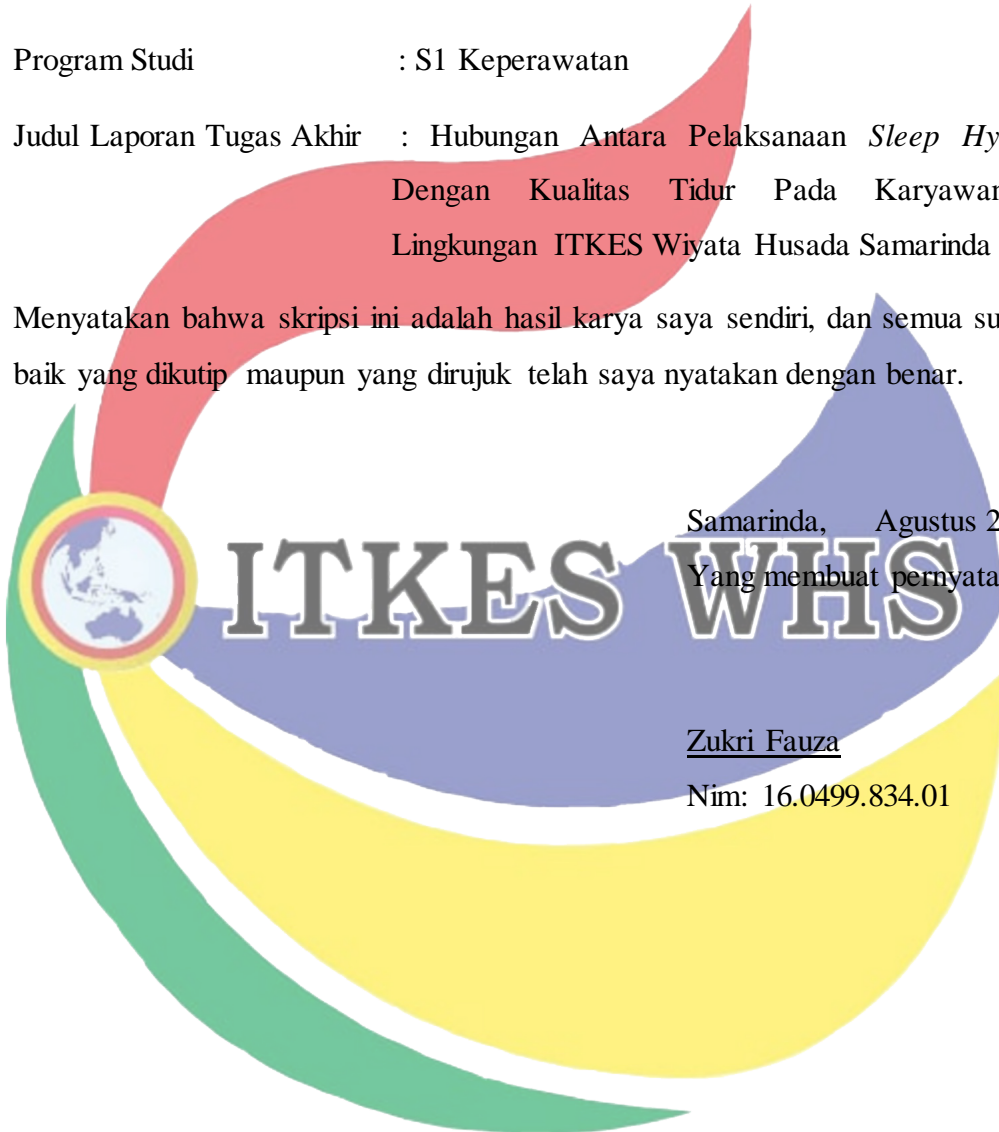 Program Studi : S1 Keperawatan
Judul Laporan Tugas Akhir : Hubungan Antara Pelaksanaan Sleep Hy
Dengan Kualitas Tidur Pada Karyawan
Lingkungan ITKES Wiyata Husada Samarinda
Menyatakan bahwa skripsi ini adalah hasil karya saya sendiri, dan semua su
baik yang dikutip maupun yang dirujuk telah saya nyatakan dengan benar.
Samarinda, Agustus 2
Yang membuat pernyata
ITKES WHS
Zukri Fauza
Nim: 16.0499.834.01